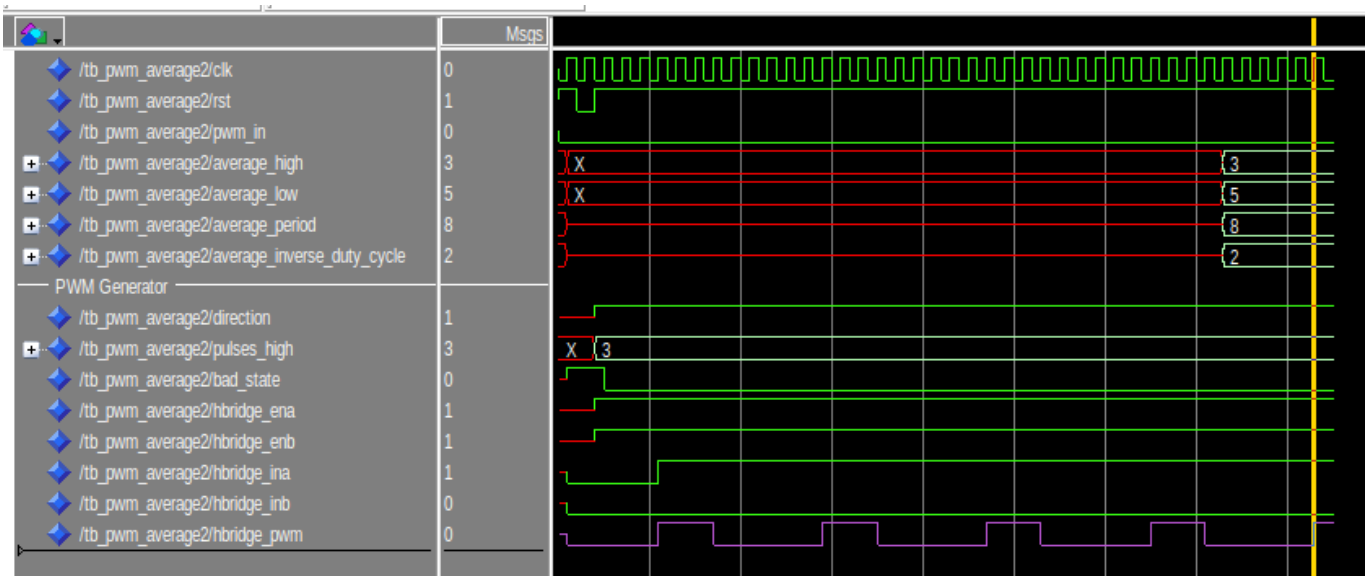 Msgs
/tb_pwm_average2/clk 0
/tb_pwm_average2/rst 1
/tb_pwm_average2/pwm_in 0
/tb_pwm_average2/average_high 3 X 3
/tb_pwm_average2/average_low 5 X 5
/tb_pwm_average2/average_period 8 8
/tb_pwm_average2/average_inverse_duty_cycle 2 2
PWM Generator
/tb_pwm_average2/direction 1
/tb_pwm_average2/pulses_high 3 X 3
/tb_pwm_average2/bad_state 0
/tb_pwm_average2/hbridge_ena 1
/tb_pwm_average2/hbridge_enb 1
/tb_pwm_average2/hbridge_ina 1
/tb_pwm_average2/hbridge_inb 0
/tb_pwm_average2/hbridge_pwm 0